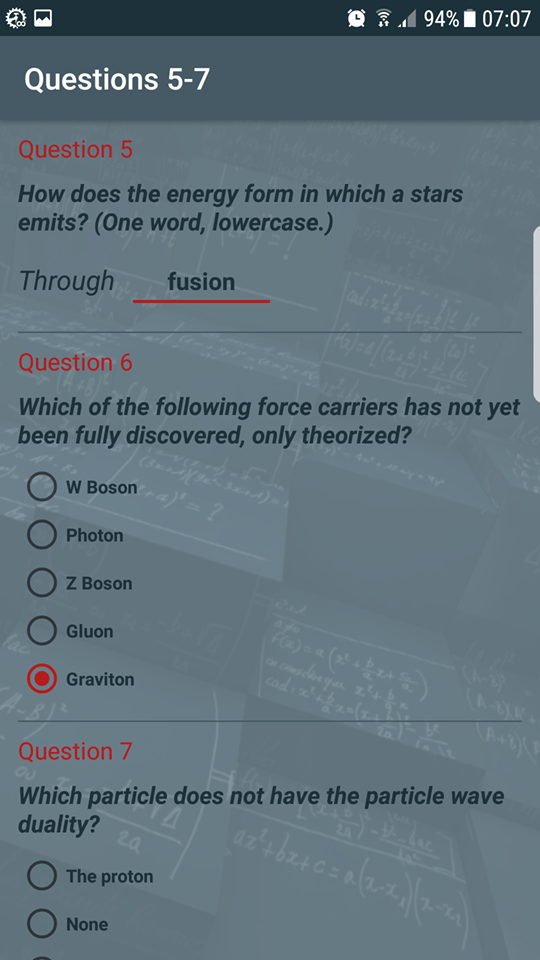 94% 07:07
Questions 5-7
Question 5
How does the energy form in which a stars
emits? (One word, lowercase.)
Through fusion
Question 6
Which of the following force carriers has not yet
been fully discovered, only theorized?
W Boson
Photon
Z Boson
Gluon
Graviton
Question 7
Which particle does not have the particle wave
duality?
The proton
None